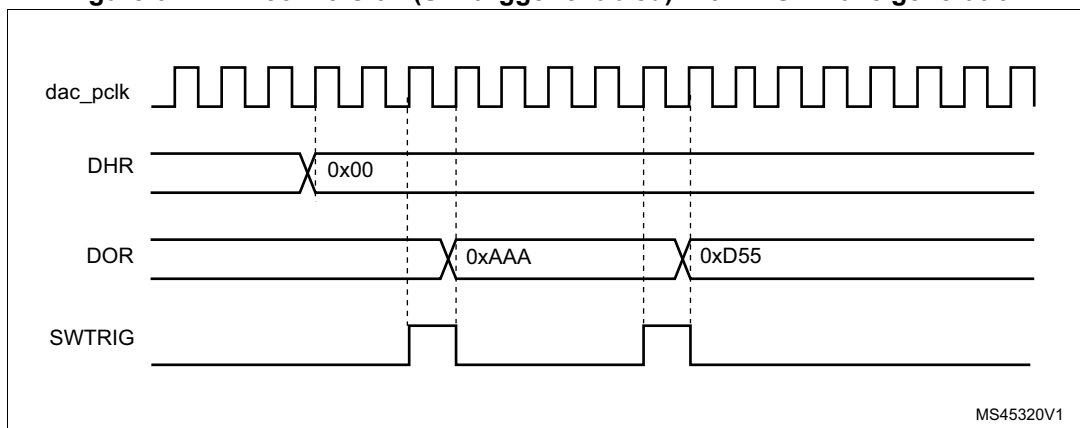 dac_pclk
DHR
0x00
DOR
0xAAA
0xD55
SWTRIG
MS45320V1